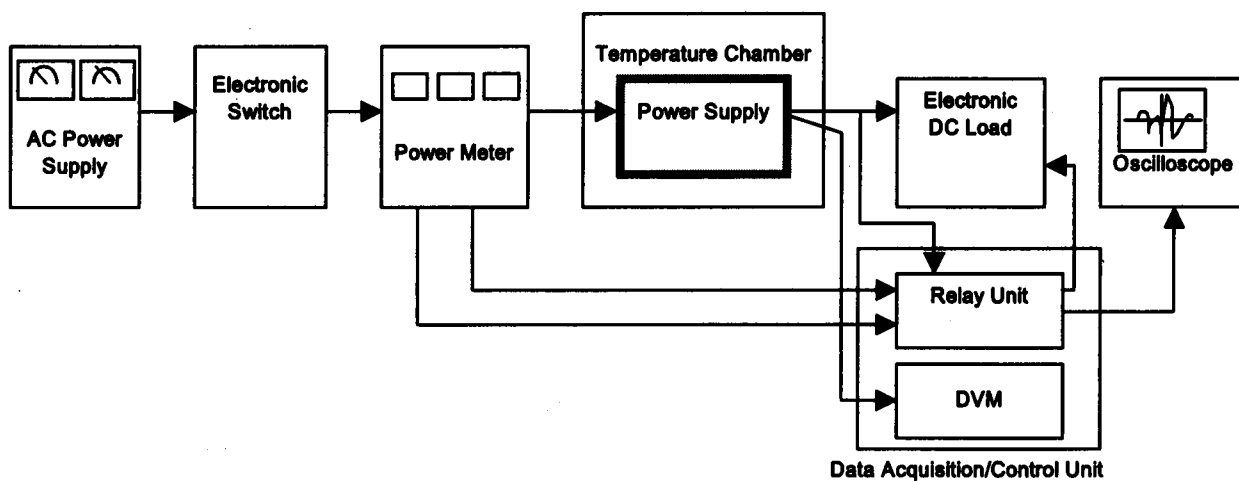 AC Power
Supply
Electronic
Switch
Power Meter
Temperature Chamber
Power Supply
Electronic
DC Load
Oscilloscope
Relay Unit
DVM
Data Acquisition/Control Unit